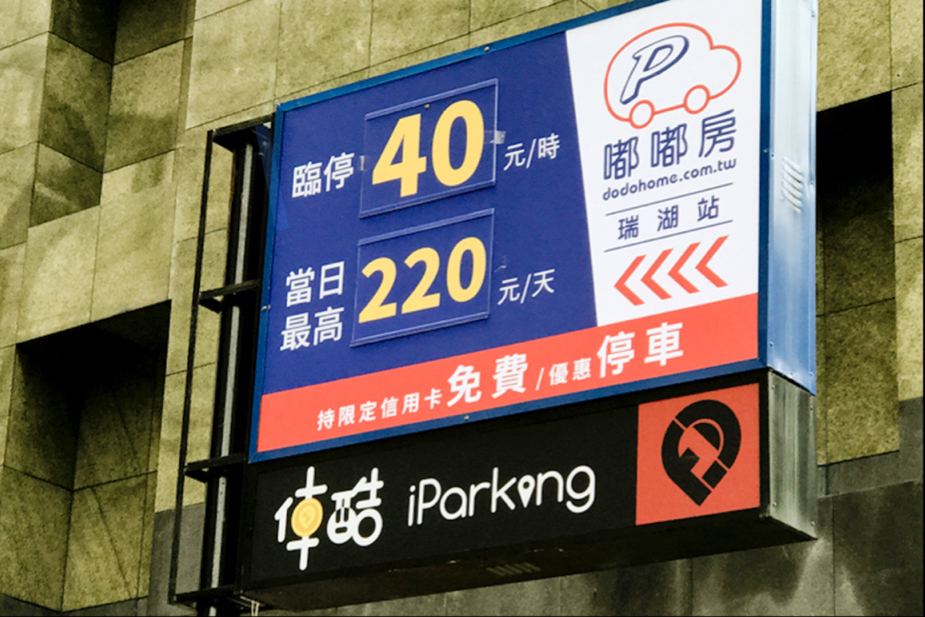 臨停 40 元/時
當日
最高 220 元/天
持限定信用卡免費/優惠停車
P
嘟嘟房
dodohome.com.tw
瑞湖站
俥酷 iParking